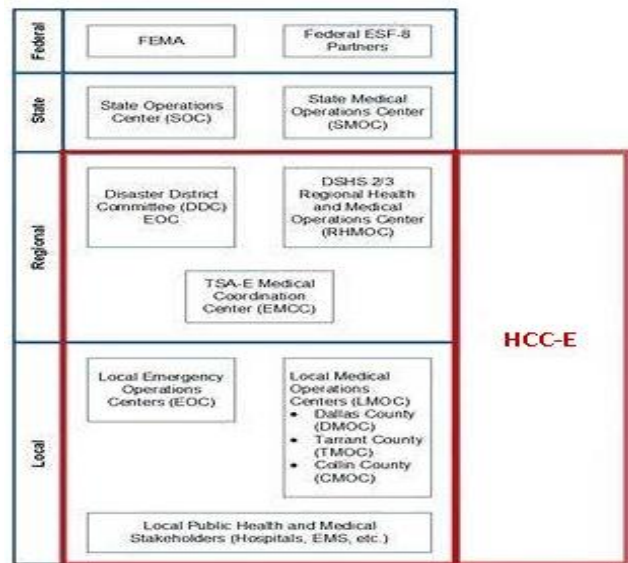 Federal
FEMA
Federal ESF-8
Partners
State
State Operations
Center (SOC)
State Medical
Operations Center
(SMOC)
Regional
Disaster District
Committee (DDC)
EOC
DSHS 2/3
Regional Health
and Medical
Operations Center
(RHMOC)
TSA-E Medical
Coordination
Center (EMCC)
HCC-E
Local
Local Emergency
Operations
Centers (EOC)
Local Medical
Operations
Centers (LMOC)
• Dallas County
(DMOC)
• Tarrant County
(TMOC)
• Collin County
(CMOC)
Local Public Health and Medical
Stakeholders (Hospitals, EMS, etc.)